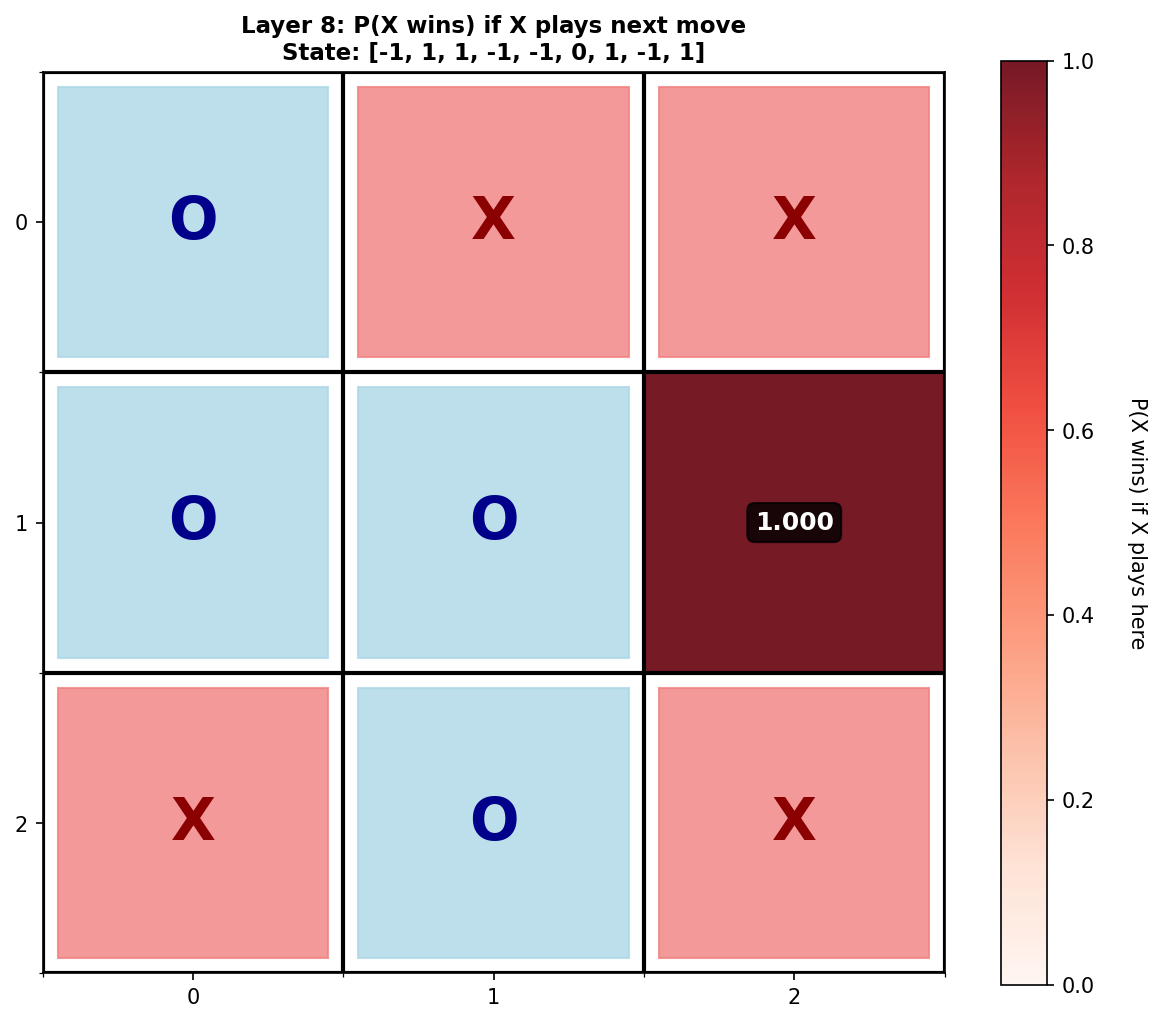 Layer 8: P(X wins) if X plays next move
State: [-1, 1, 1, -1, -1, 0, 1, -1, 1]
0
O
X
X
1
O
O
1.000
2
X
O
X
0
1
2
1.0
0.8
0.6
0.4
0.2
0.0
P(X wins) if X plays here